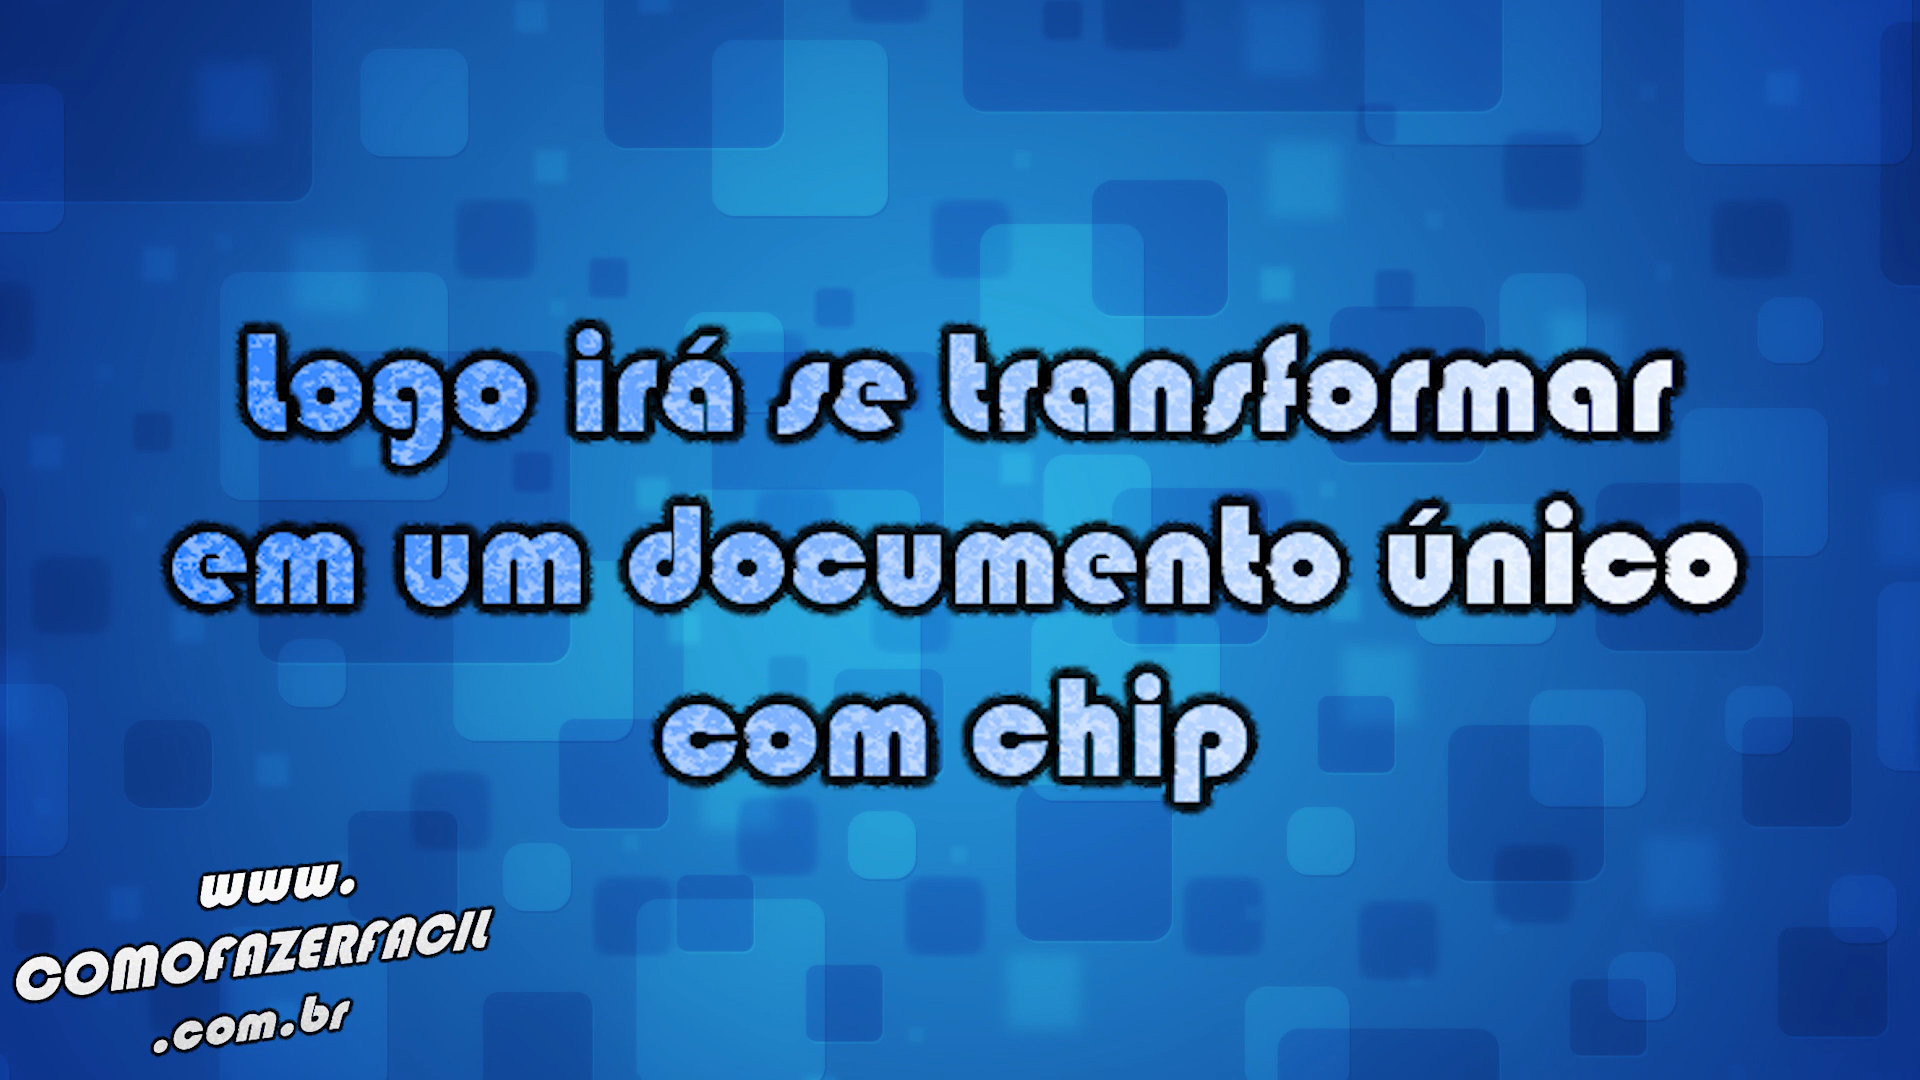 Logo irá se transformar
em um documento único
com chip
www.
COMOFAZERFACIL
.com.br